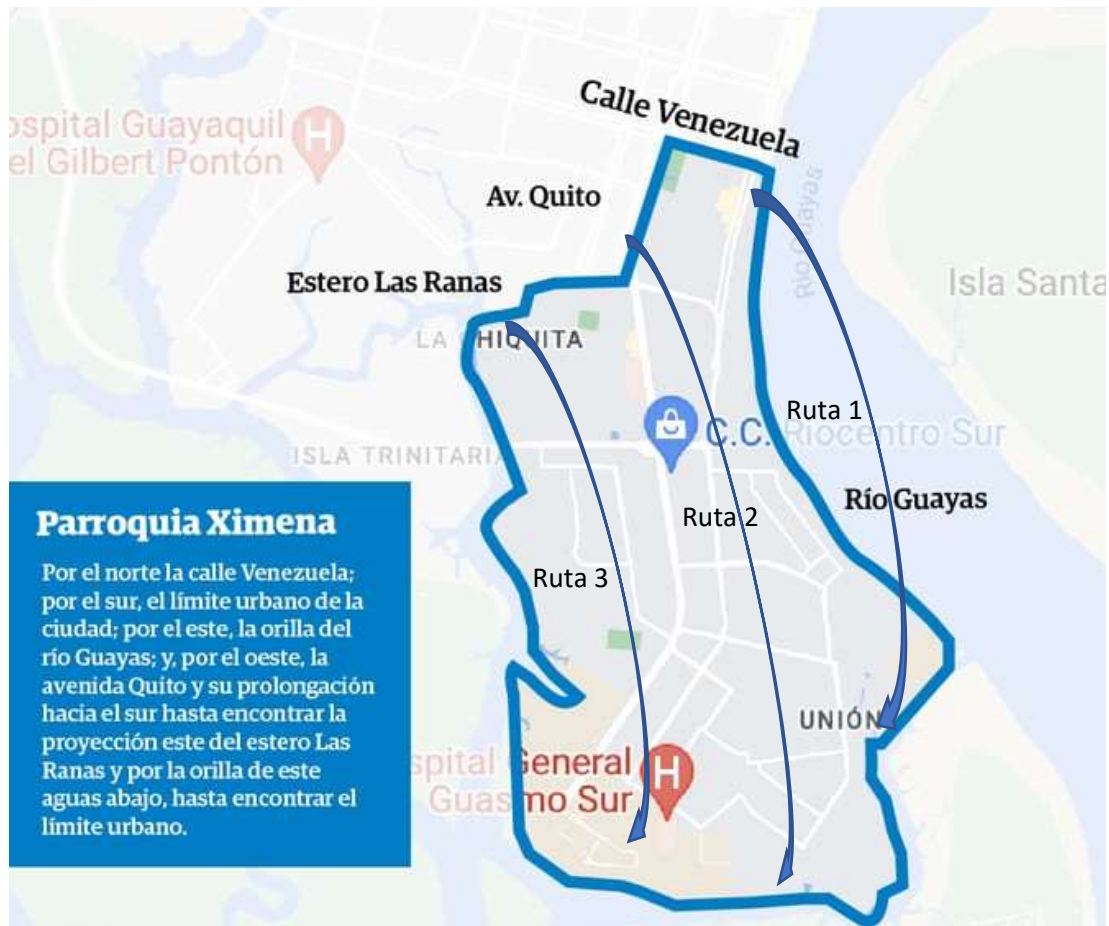 Calle Venezuela
ospital Guayaquil
el Gilbert Pontón
H
Av. Quito
Río Guayas
Estero Las Ranas
Isla Santa
LA CHIQUITA
Ruta 1
C.C. Riocentro Sur
ISLA TRINITARIA
Río Guayas
Ruta 2
Parroquia Ximena
Por el norte la calle Venezuela;
por el sur, el límite urbano de la
ciudad; por el este, la orilla del
río Guayas; y, por el oeste, la
avenida Quito y su prolongación
hacia el sur hasta encontrar la
proyección este del estero Las
Ranas y por la orilla de este
aguas abajo, hasta encontrar el
límite urbano.
Ruta 3
UNIÓN
spital General
Guasmo Sur
H